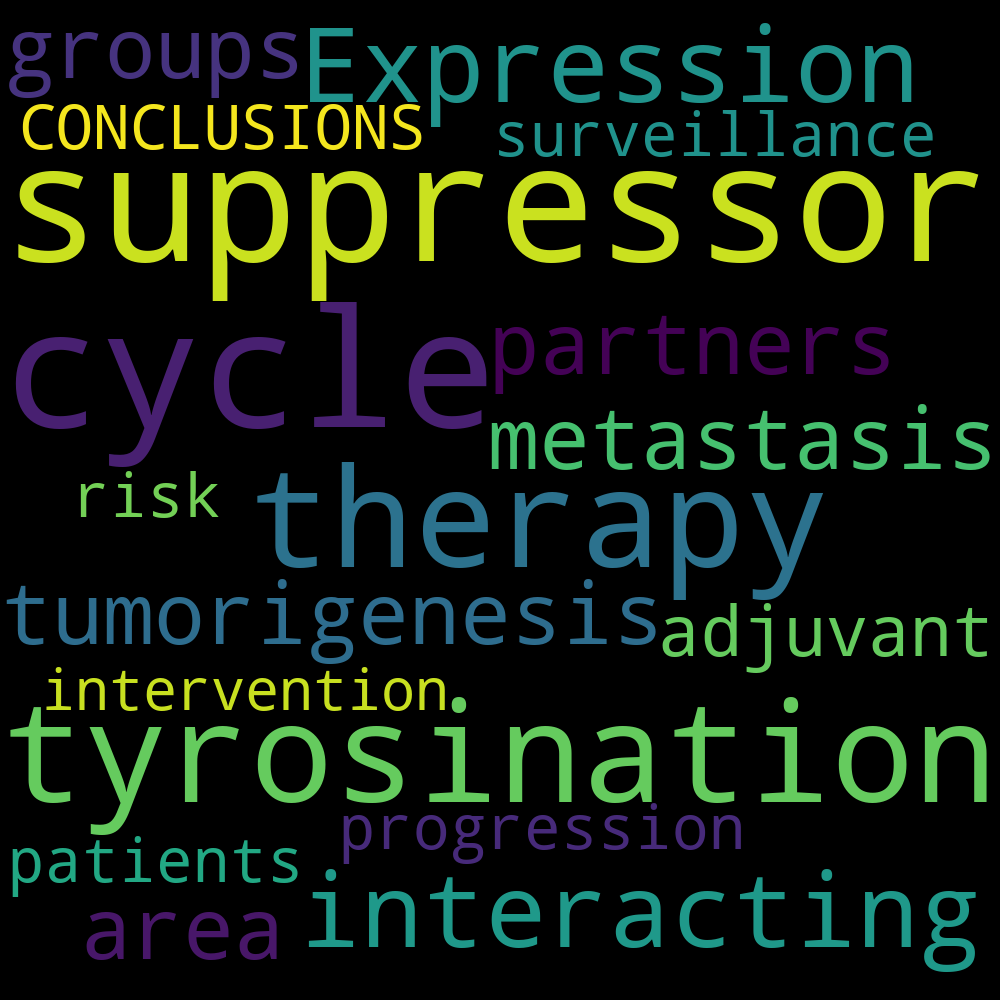 groups Expression
CONCLUSIONS surveillance
suppressor
cycle partners
metastasis
risk therapy
tumorigenesis adjuvant
intervention
tyrosination
progression
patients
area interacting